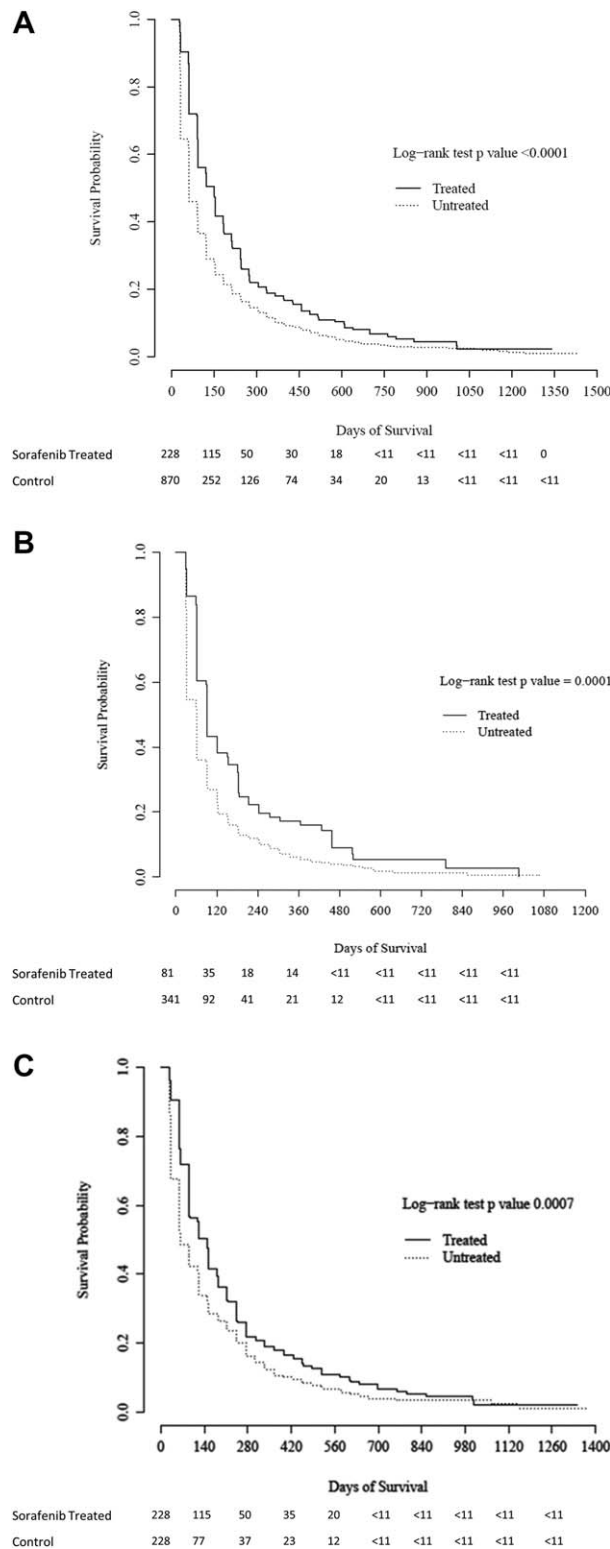 A
Survival Probability
1.0
0.8
0.6
0.4
0.2
0.0
Log-rank test p value <0.0001
Treated
Untreated
0 150 300 450 600 750 900 1050 1200 1350 1500
Days of Survival
Sorafenib Treated 228 115 50 30 18 <11 <11 <11 <11 0
Control 870 252 126 74 34 20 13 <11 <11 <11
B
Survival Probability
1.0
0.8
0.6
0.4
0.2
0.0
Log-rank test p value = 0.0001
Treated
Untreated
0 120 240 360 480 600 720 840 960 1080 1200
Days of Survival
Sorafenib Treated 81 35 18 14 <11 <11 <11 <11 <11
Control 341 92 41 21 12 <11 <11 <11 <11
C
Survival Probability
1.0
0.8
0.6
0.4
0.2
0.0
Log-rank test p value 0.0007
Treated
Untreated
0 140 280 420 560 700 840 980 1120 1260 1400
Days of Survival
Sorafenib Treated 228 115 50 35 20 <11 <11 <11 <11 <11
Control 228 77 37 23 12 <11 <11 <11 <11 <11